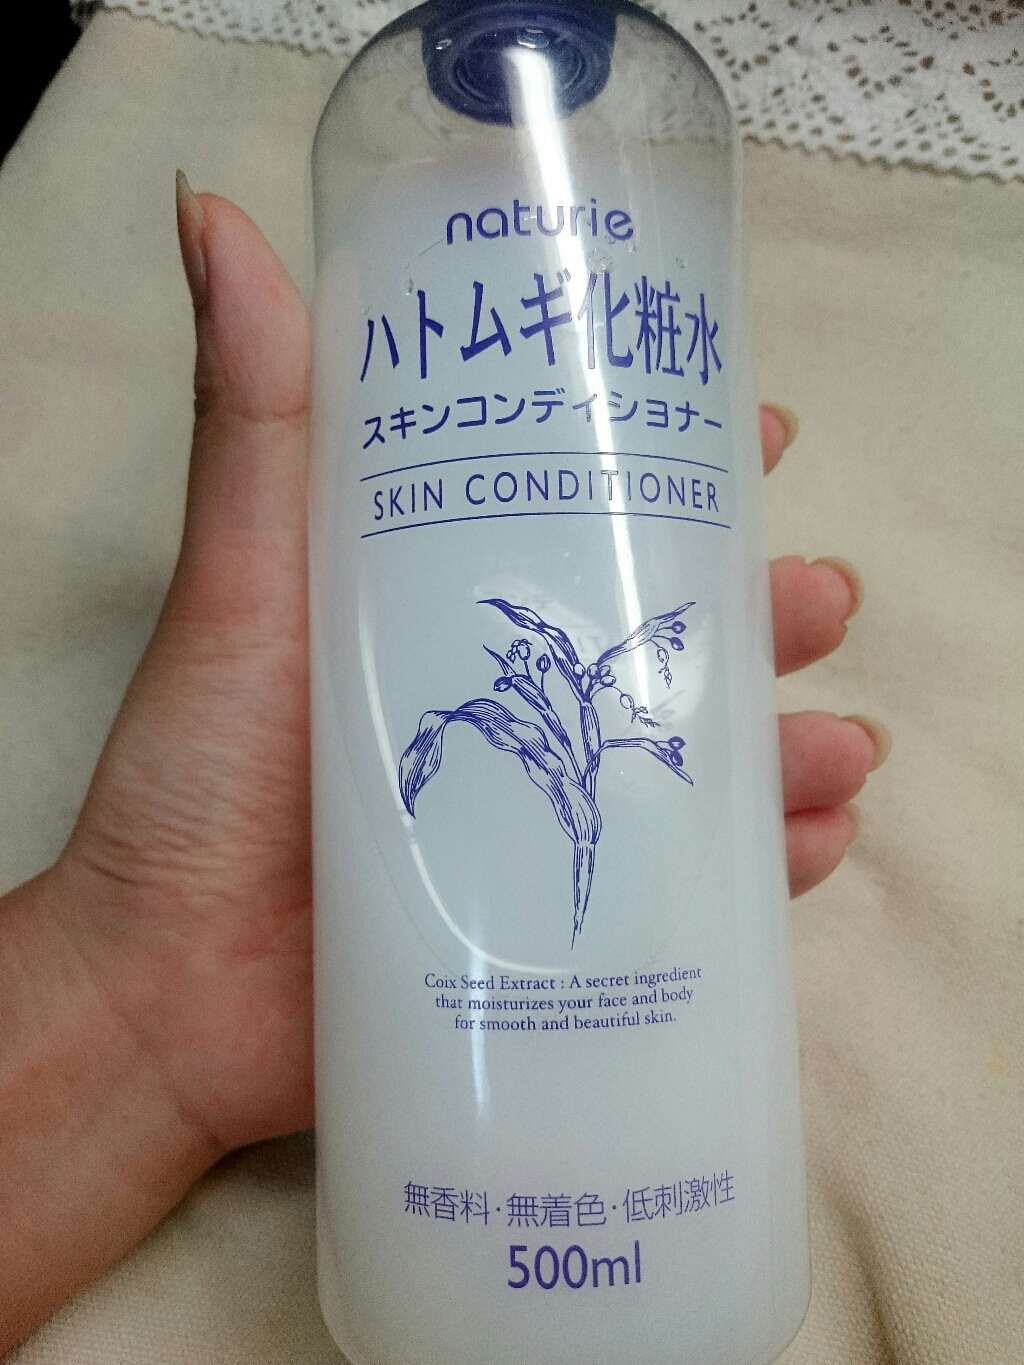 naturie
ハトムギ化粧水
スキンコンディショナー
SKIN CONDITIONER
Coix Seed Extract : A secret ingredient
that moisturizes your face and body
for smooth and beautiful skin.
無香料・無着色・低刺激性
500ml